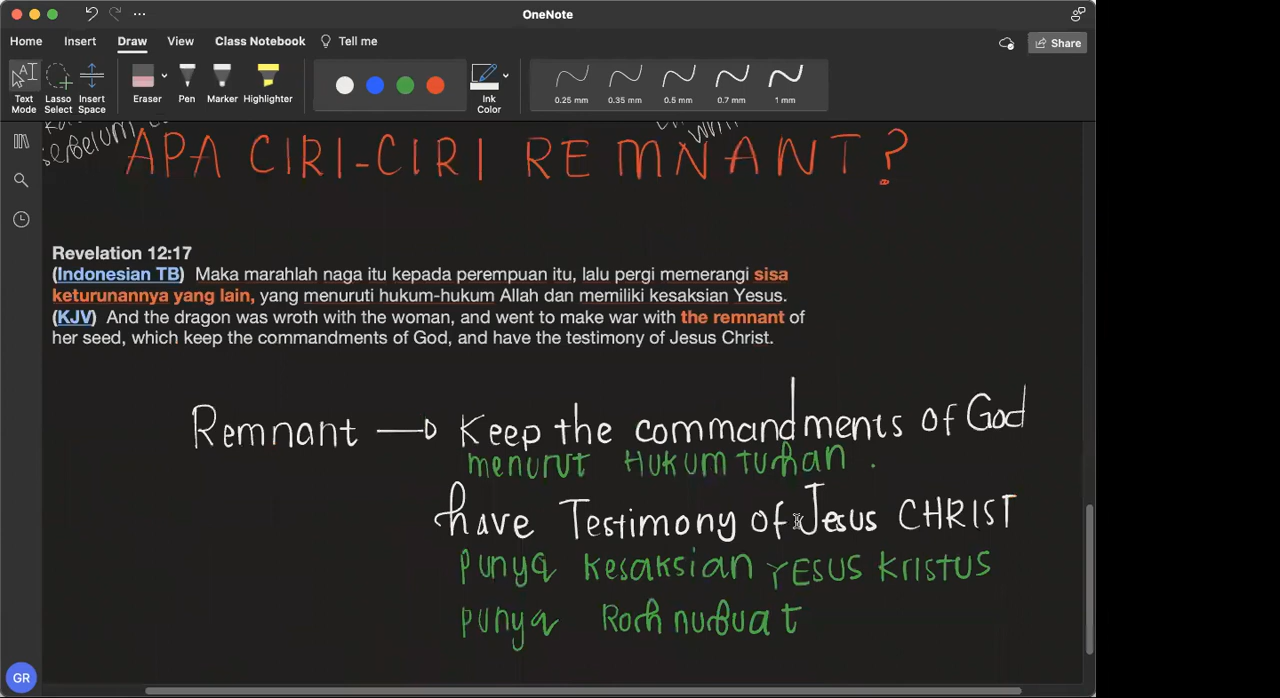 OneNote
Home Insert Draw View Class Notebook Tell me Share
Text Mode
Lasso Select
Insert Space
Eraser
Pen
Marker
Highlighter
Ink Color
0.25 mm 0.35 mm 0.5 mm 0.7 mm 1 mm
APA CIRI-CIRI REMNANT?
Revelation 12:17
(Indonesian TB) Maka marahlah naga itu kepada perempuan itu, lalu pergi memerangi sisa
keturunannya yang lain, yang menuruti hukum-hukum Allah dan memiliki kesaksian Yesus.
(KJV) And the dragon was wroth with the woman, and went to make war with the remnant of
her seed, which keep the commandments of God, and have the testimony of Jesus Christ.
Remnant → Keep the commandments of God
menurut Hukum Tuhan .
have Testimony of Jesus CHRIST
Punya Kesaksian YESUS KRISTUS
Punya Roh nubuat
GR